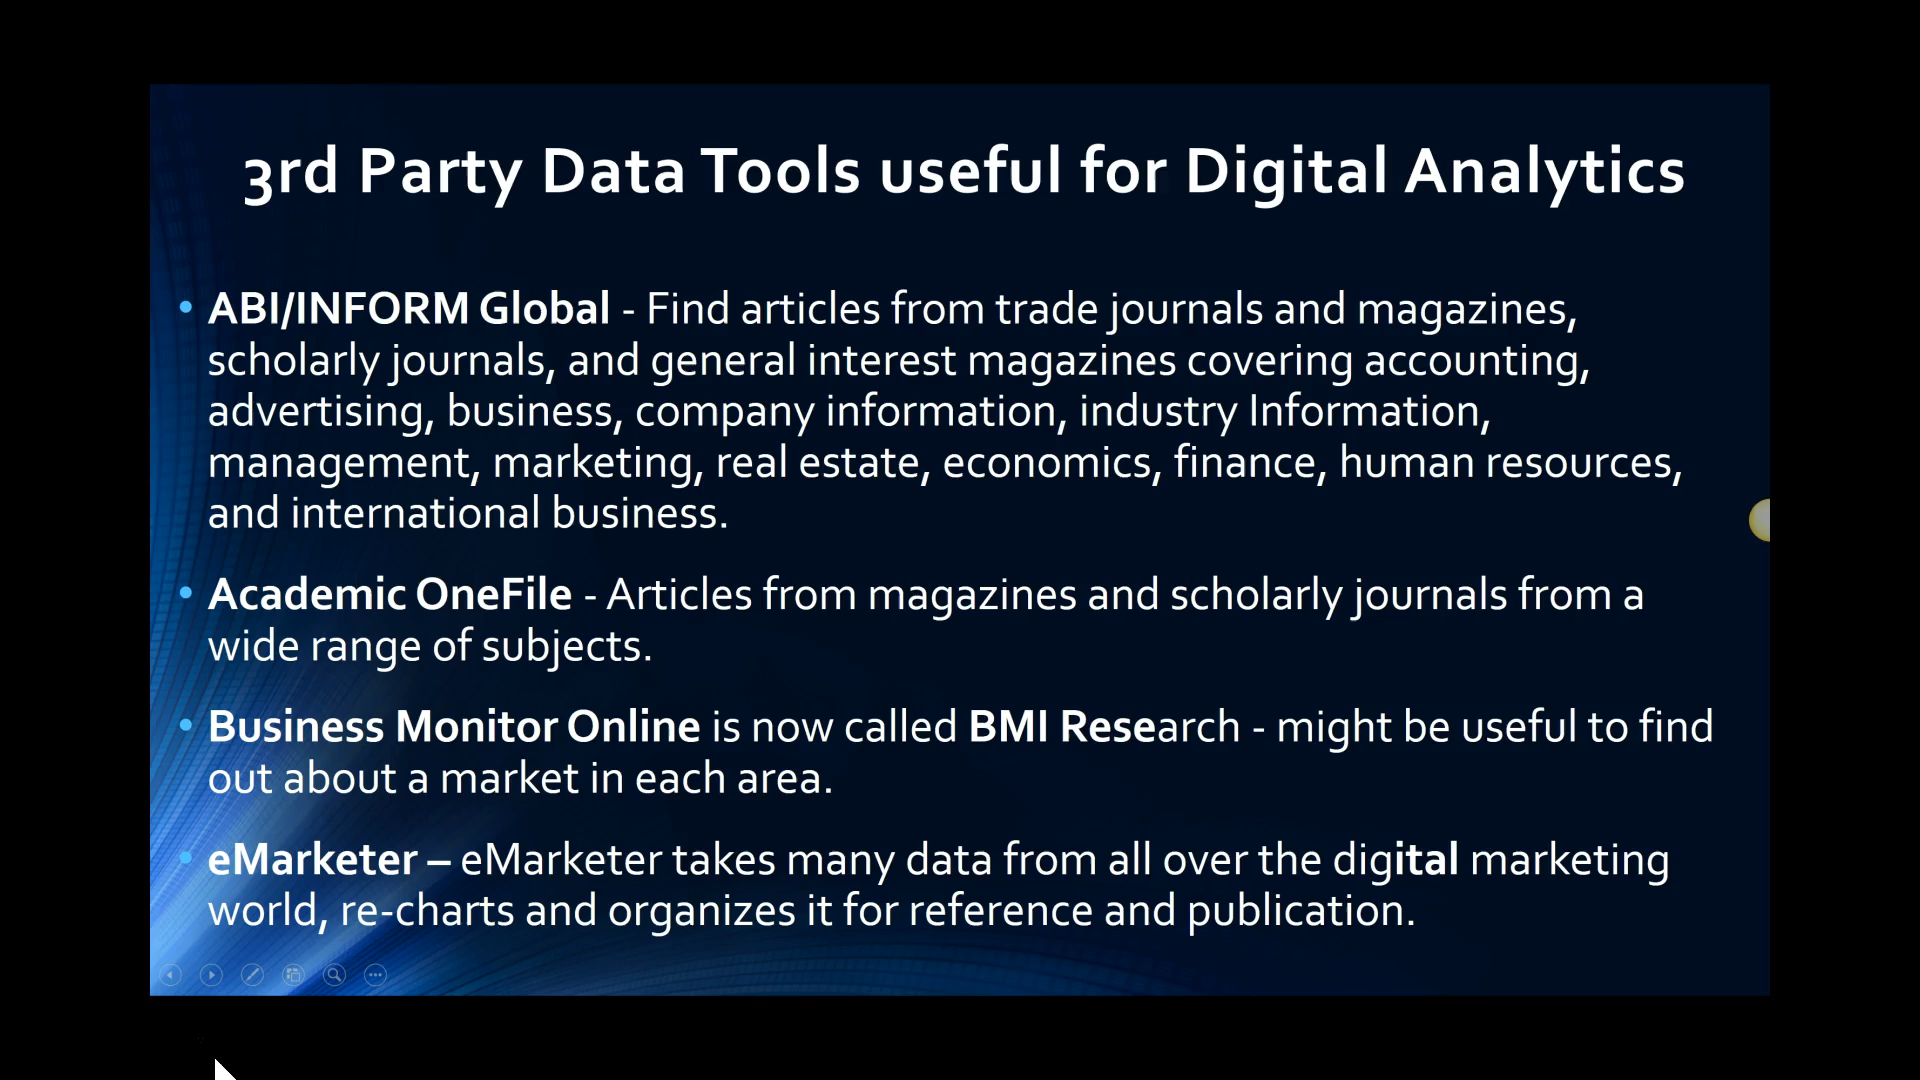 3rd Party Data Tools useful for Digital Analytics
• ABI/INFORM Global - Find articles from trade journals and magazines,
scholarly journals, and general interest magazines covering accounting,
advertising, business, company information, industry Information,
management, marketing, real estate, economics, finance, human resources,
and international business.
• Academic OneFile - Articles from magazines and scholarly journals from a
wide range of subjects.
• Business Monitor Online is now called BMI Research - might be useful to find
out about a market in each area.
• eMarketer – eMarketer takes many data from all over the digital marketing
world, re-charts and organizes it for reference and publication.